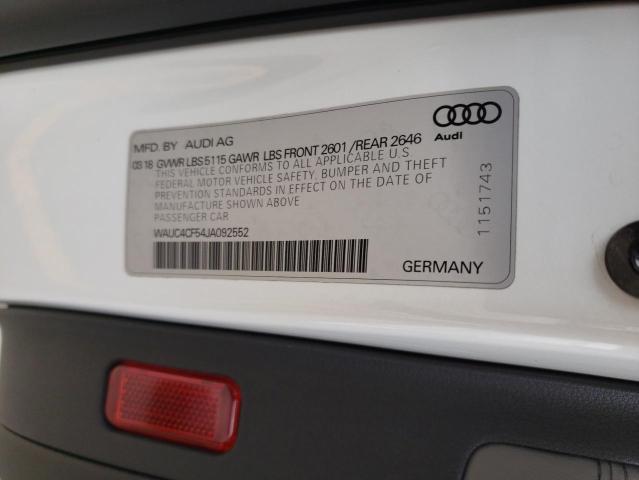 MFD. BY AUDI AG
03 18 GVWR LBS 5115 GAWR LBS FRONT 2601 /REAR 2646
THIS VEHICLE CONFORMS TO ALL APPLICABLE U.S
FEDERAL MOTOR VEHICLE SAFETY, BUMPER AND THEFT
PREVENTION STANDARDS IN EFFECT ON THE DATE OF
MANUFACTURE SHOWN ABOVE
PASSENGER CAR
WAUC4CF54JA092552
GERMANY
Audi
1151743